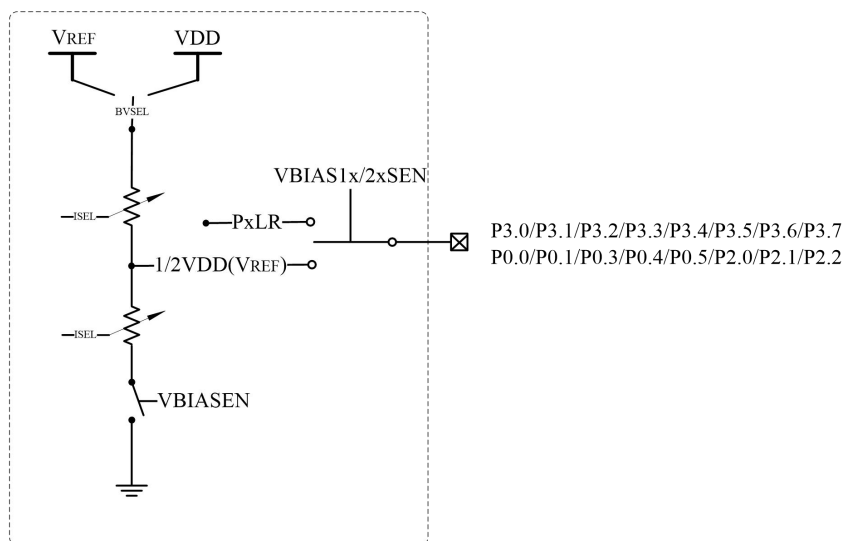 VREF VDD
BVSEL
VBIAS1x/2xSEN
ISEL PxLR
P3.0/P3.1/P3.2/P3.3/P3.4/P3.5/P3.6/P3.7
P0.0/P0.1/P0.3/P0.4/P0.5/P2.0/P2.1/P2.2
1/2VDD(VREF)
ISEL
VBIASEN